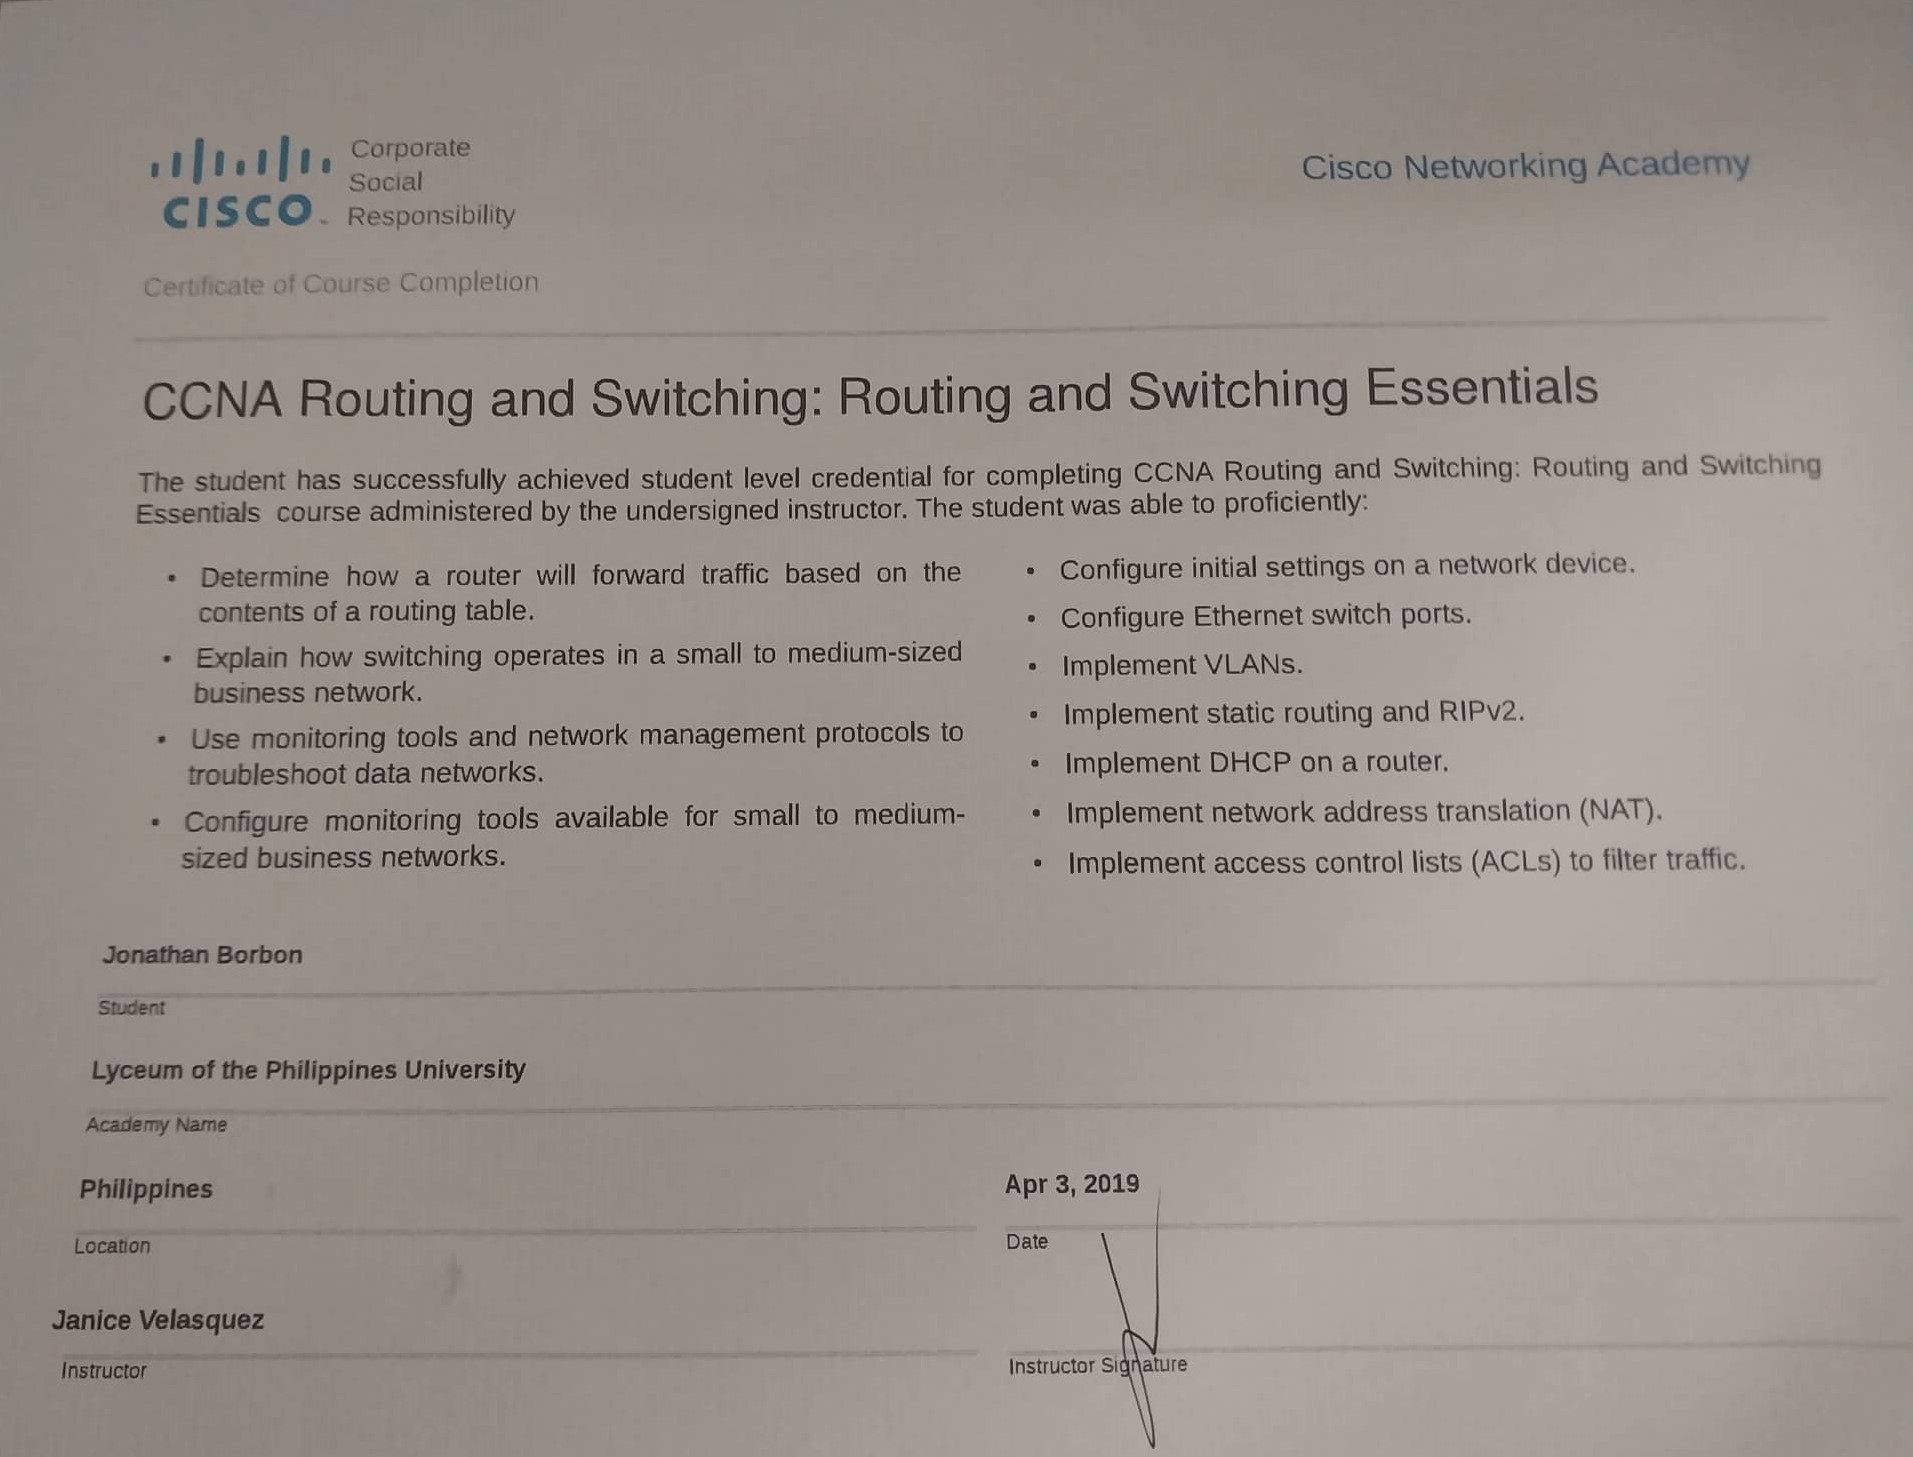 Corporate
Social
CISCO™ Responsibility
Cisco Networking Academy
Certificate of Course Completion
CCNA Routing and Switching: Routing and Switching Essentials
The student has successfully achieved student level credential for completing CCNA Routing and Switching: Routing and Switching
Essentials course administered by the undersigned instructor. The student was able to proficiently:
• Determine how a router will forward traffic based on the
contents of a routing table.
• Explain how switching operates in a small to medium-sized
business network.
• Use monitoring tools and network management protocols to
troubleshoot data networks.
• Configure monitoring tools available for small to medium-
sized business networks.
• Configure initial settings on a network device.
• Configure Ethernet switch ports.
• Implement VLANs.
• Implement static routing and RIPv2.
• Implement DHCP on a router.
• Implement network address translation (NAT).
• Implement access control lists (ACLs) to filter traffic.
Jonathan Borbon
Student
Lyceum of the Philippines University
Academy Name
Philippines
Location
Apr 3, 2019
Date
Janice Velasquez
Instructor
Instructor Signature